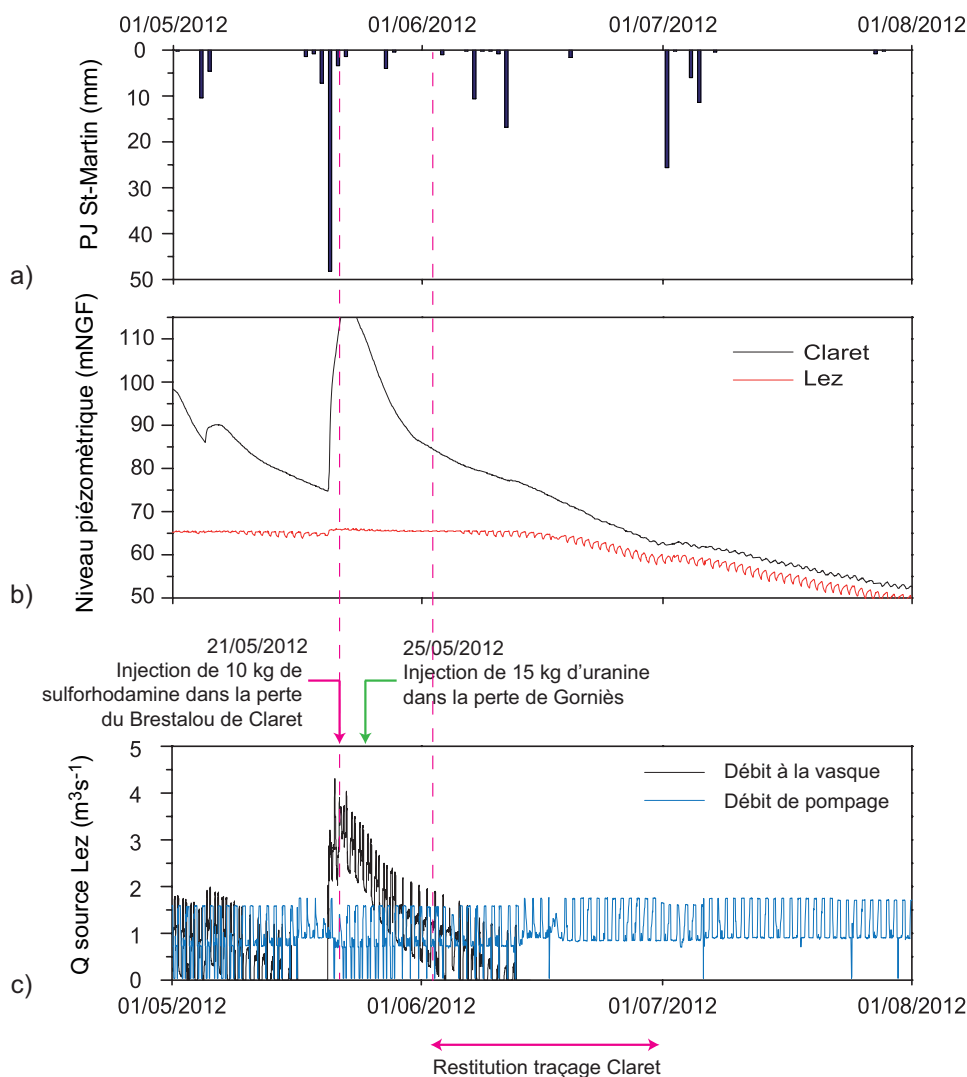 01/05/2012 01/06/2012 01/07/2012 01/08/2012
0
10
20
30
40
50
PJ St-Martin (mm)
a)
110
100
90
80
70
60
50
Niveau piézomètrique (mNGF)
Claret
Lez
b)
21/05/2012
Injection de 10 kg de
sulforhodamine dans la perte
du Brestalou de Claret
25/05/2012
Injection de 15 kg d'uranine
dans la perte de Gorniès
5
4
3
2
1
0
Q source Lez (m³s⁻¹)
Débit à la vasque
Débit de pompage
c)
01/05/2012 01/06/2012 01/07/2012 01/08/2012
Restitution traçage Claret